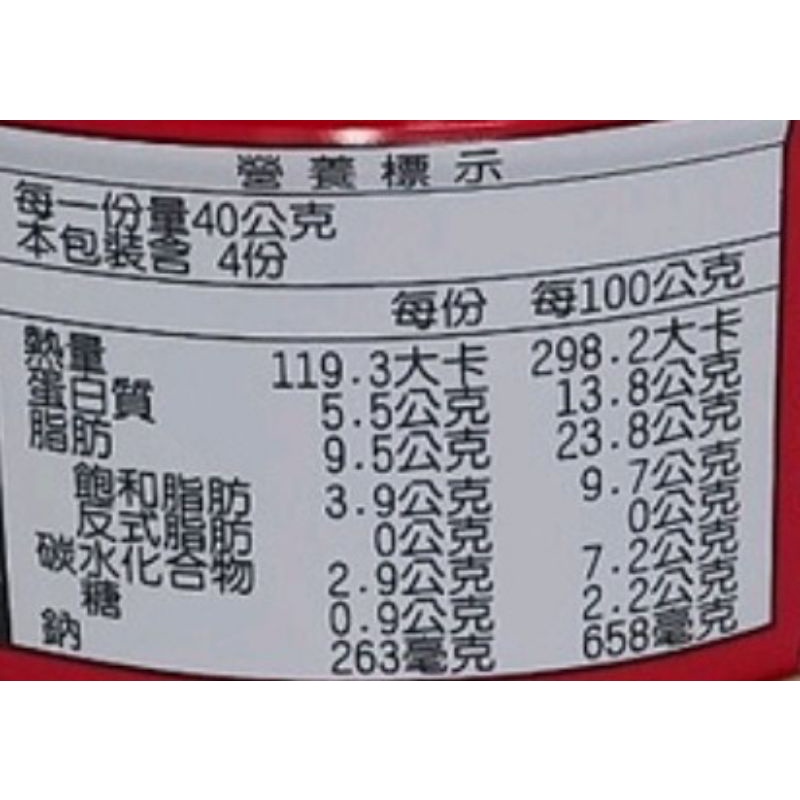 營養標示
每一份量40公克
本包裝含 4份
每份 每100公克
熱量 119.3大卡 298.2大卡
蛋白質 5.5公克 13.8公克
脂肪 9.5公克 23.8公克
飽和脂肪 3.9公克 9.7公克
反式脂肪 0公克 0公克
碳水化合物 2.9公克 7.2公克
糖 0.9公克 2.2公克
鈉 263毫克 658毫克